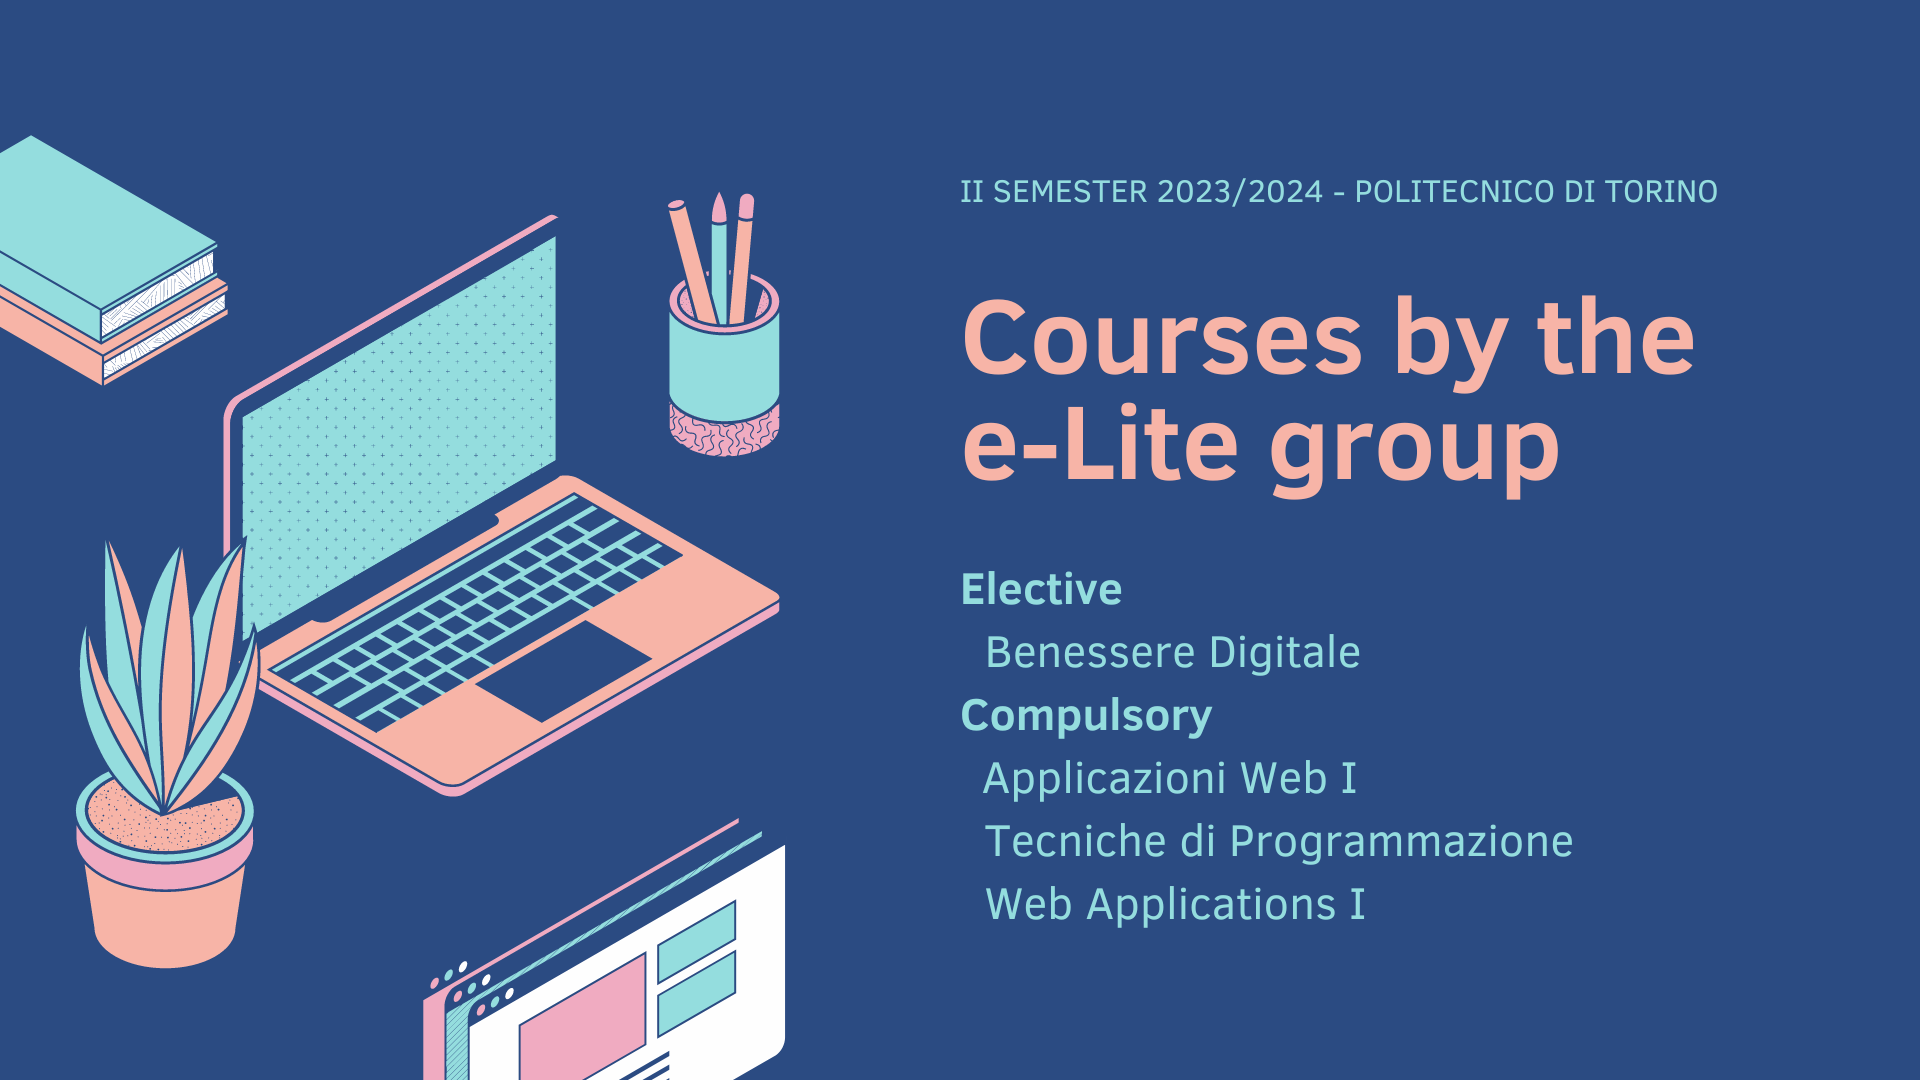 II SEMESTER 2023/2024 - POLITECNICO DI TORINO
Courses by the
e-Lite group
Elective
Benessere Digitale
Compulsory
Applicazioni Web I
Tecniche di Programmazione
Web Applications I